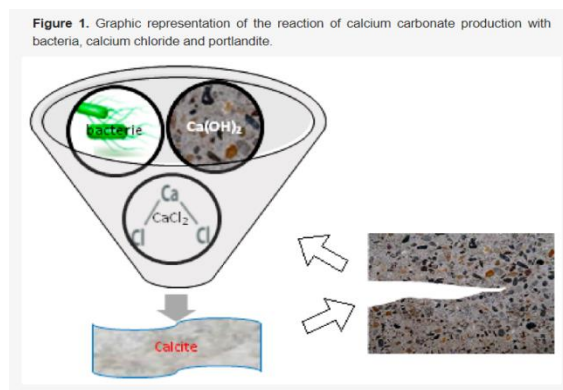 Figure 1. Graphic representation of the reaction of calcium carbonate production with
bacteria, calcium chloride and portlandite.
bacterie
Ca(OH)₂
Ca
CaCl₂
Cl
Cl
Calcite